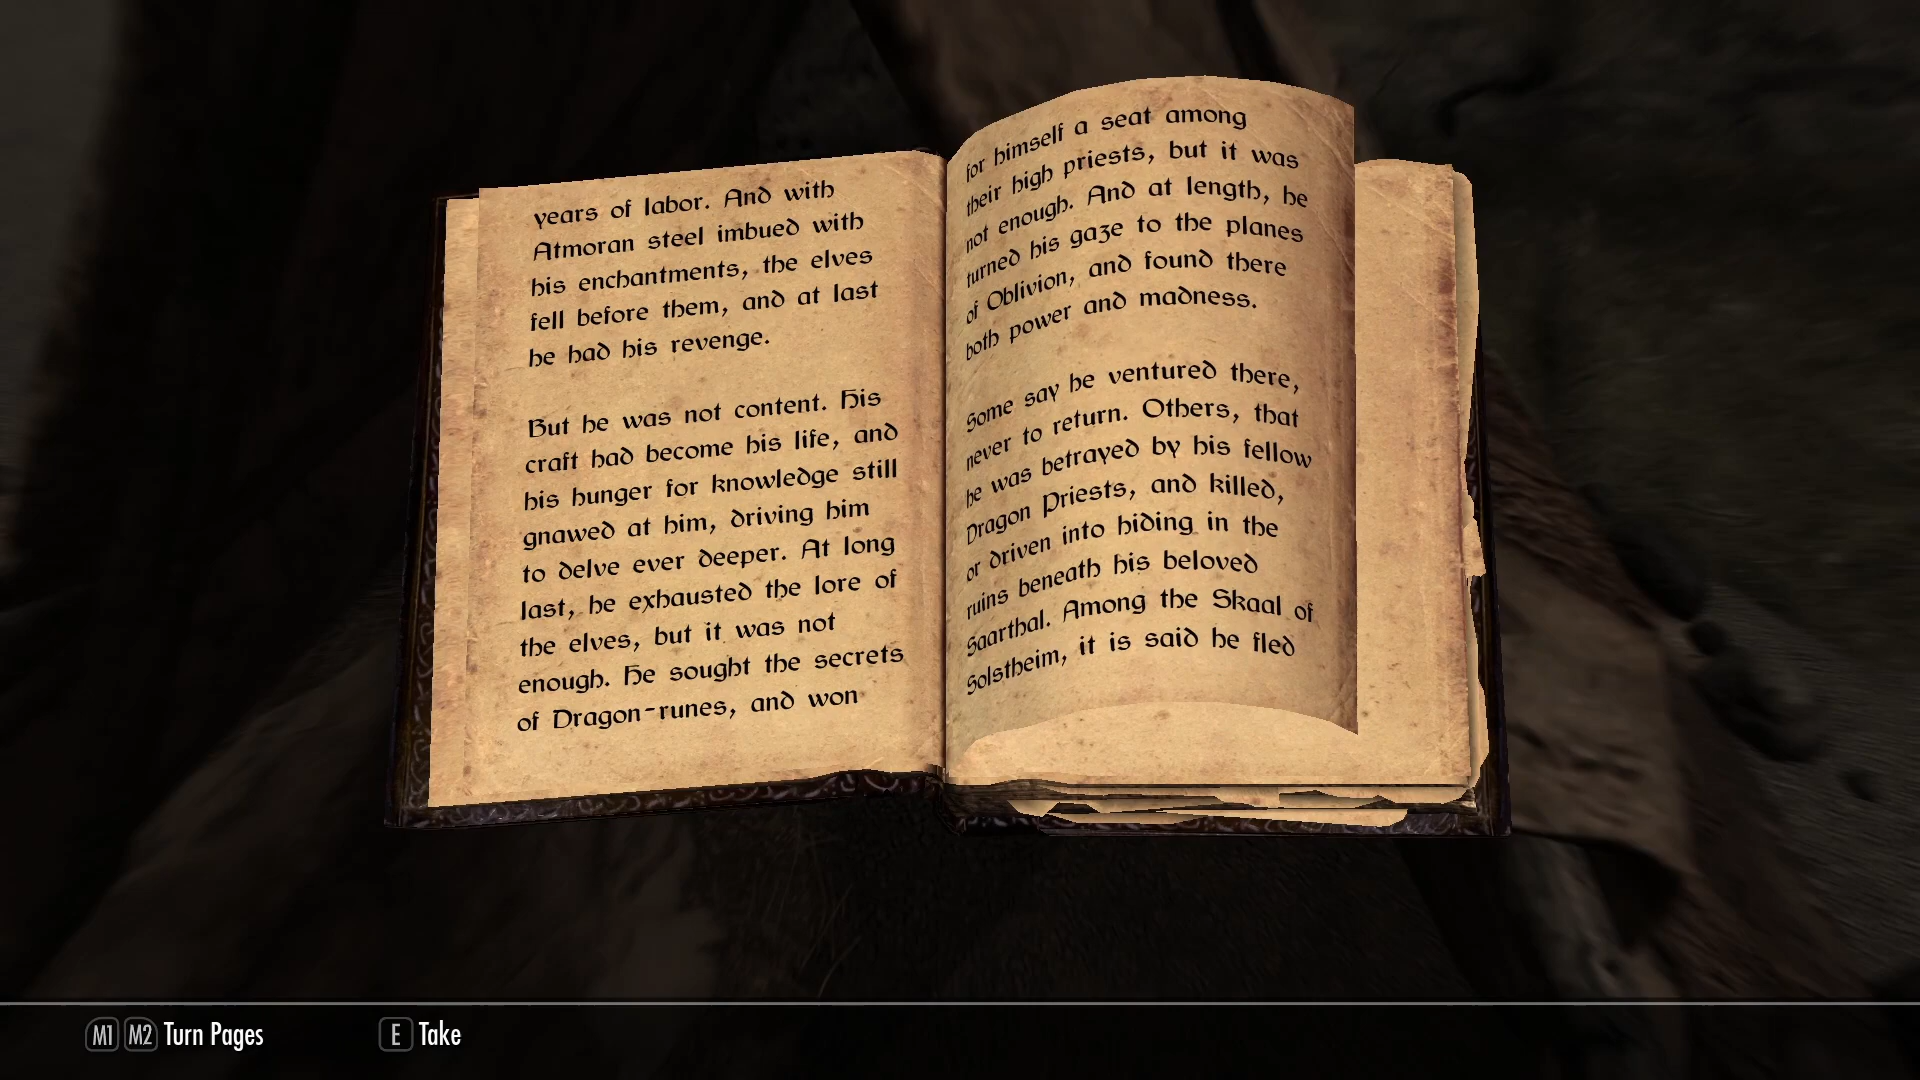 years of labor. And with
Atmoran steel imbued with
his enchantments, the elves
fell before them, and at last
he had his revenge.
But he was not content. His
craft had become his life, and
his hunger for knowledge still
gnawed at him, driving him
to delve ever deeper. At long
last, he exhausted the lore of
the elves, but it was not
enough. He sought the secrets
of Dragon-runes, and won
for himself a seat among
their high priests, but it was
not enough. And at length, he
turned his gaze to the planes
of Oblivion, and found there
both power and madness.
Some say he ventured there,
never to return. Others, that
he was betrayed by his fellow
Dragon Priests, and killed,
or driven into hiding in the
ruins beneath his beloved
Saarthal. Among the Skaal of
Solstheim, it is said he fled
M1 M2 Turn Pages
E Take